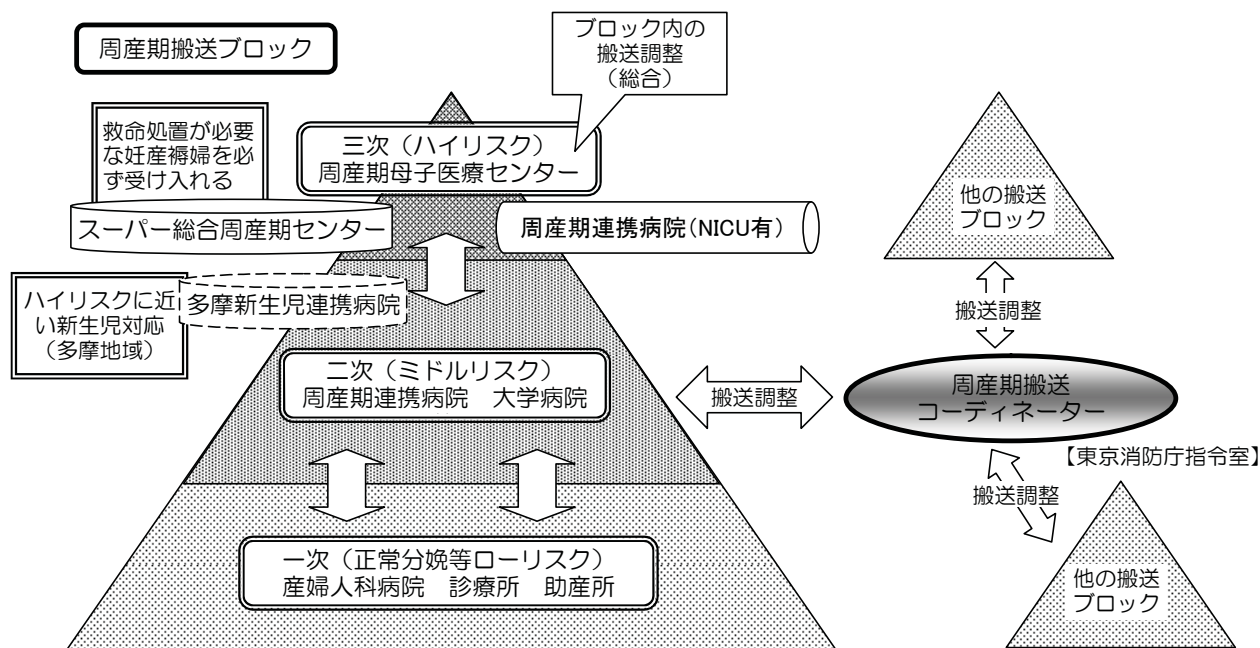 周産期搬送ブロック
ブロック内の
搬送調整
（総合）
救命処置が必要
な妊産褥婦を必
ず受け入れる
三次（ハイリスク）
周産期母子医療センター
スーパー総合周産期センター
周産期連携病院(NICU有)
ハイリスクに近
い新生児対応
（多摩地域）
多摩新生児連携病院
二次（ミドルリスク）
周産期連携病院　大学病院
一次（正常分娩等ローリスク）
産婦人科病院　診療所　助産所
搬送調整
他の搬送
ブロック
搬送調整
周産期搬送
コーディネーター
【東京消防庁指令室】
搬送調整
他の搬送
ブロック